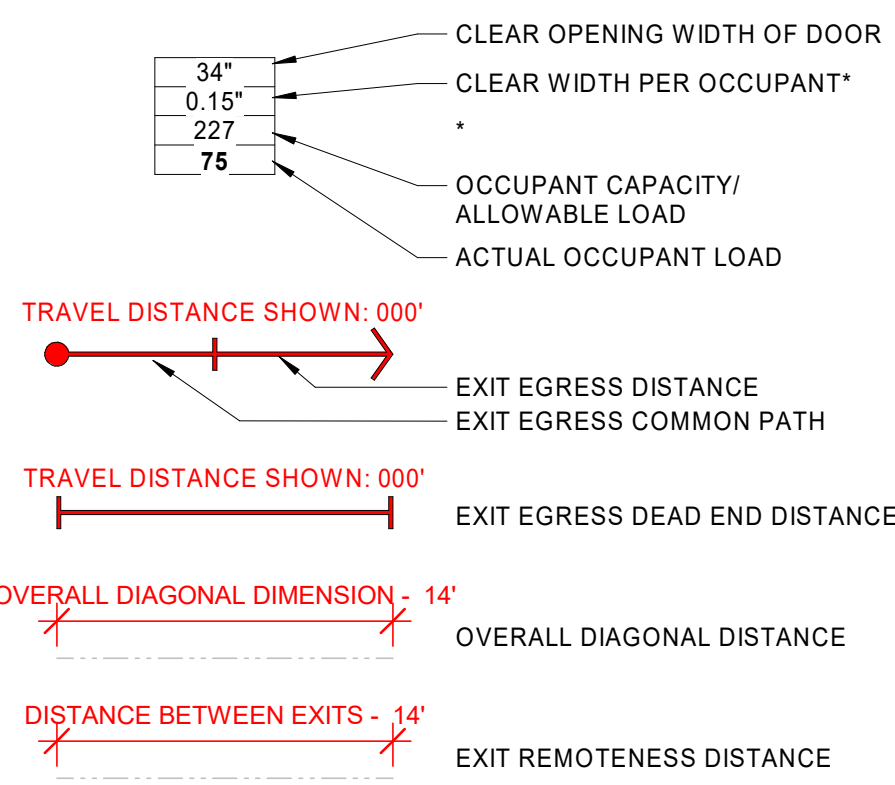 CLEAR OPENING WIDTH OF DOOR
34"
CLEAR WIDTH PER OCCUPANT*
0.15"
*
227
75
OCCUPANT CAPACITY/
ALLOWABLE LOAD
ACTUAL OCCUPANT LOAD
TRAVEL DISTANCE SHOWN: 000'
EXIT EGRESS DISTANCE
EXIT EGRESS COMMON PATH
TRAVEL DISTANCE SHOWN: 000'
EXIT EGRESS DEAD END DISTANCE
OVERALL DIAGONAL DIMENSION - 14'
OVERALL DIAGONAL DISTANCE
DISTANCE BETWEEN EXITS - 14'
EXIT REMOTENESS DISTANCE